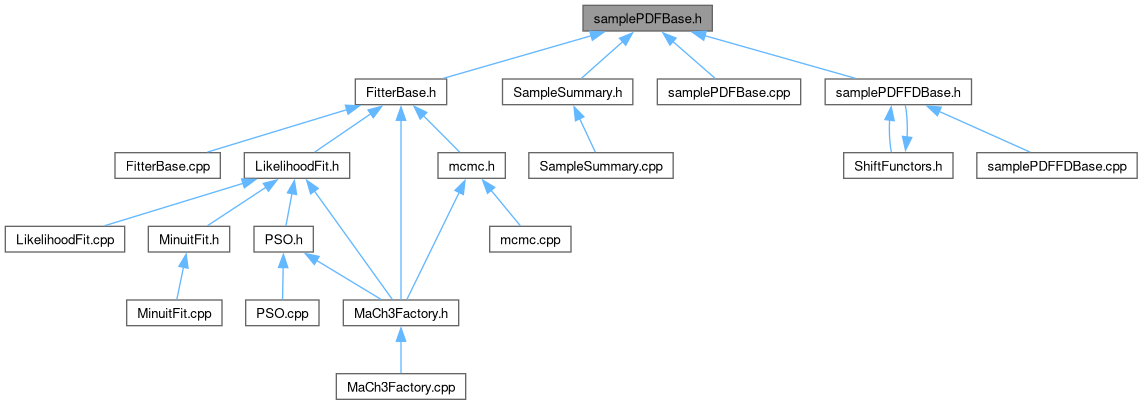 samplePDFBase.h
FitterBase.h
SampleSummary.h
samplePDFBase.cpp
samplePDFFDBase.h
FitterBase.cpp
LikelihoodFit.h
mcmc.h
SampleSummary.cpp
ShiftFunctors.h
samplePDFFDBase.cpp
LikelihoodFit.cpp
MinuitFit.h
PSO.h
mcmc.cpp
MinuitFit.cpp
PSO.cpp
MaCh3Factory.h
MaCh3Factory.cpp